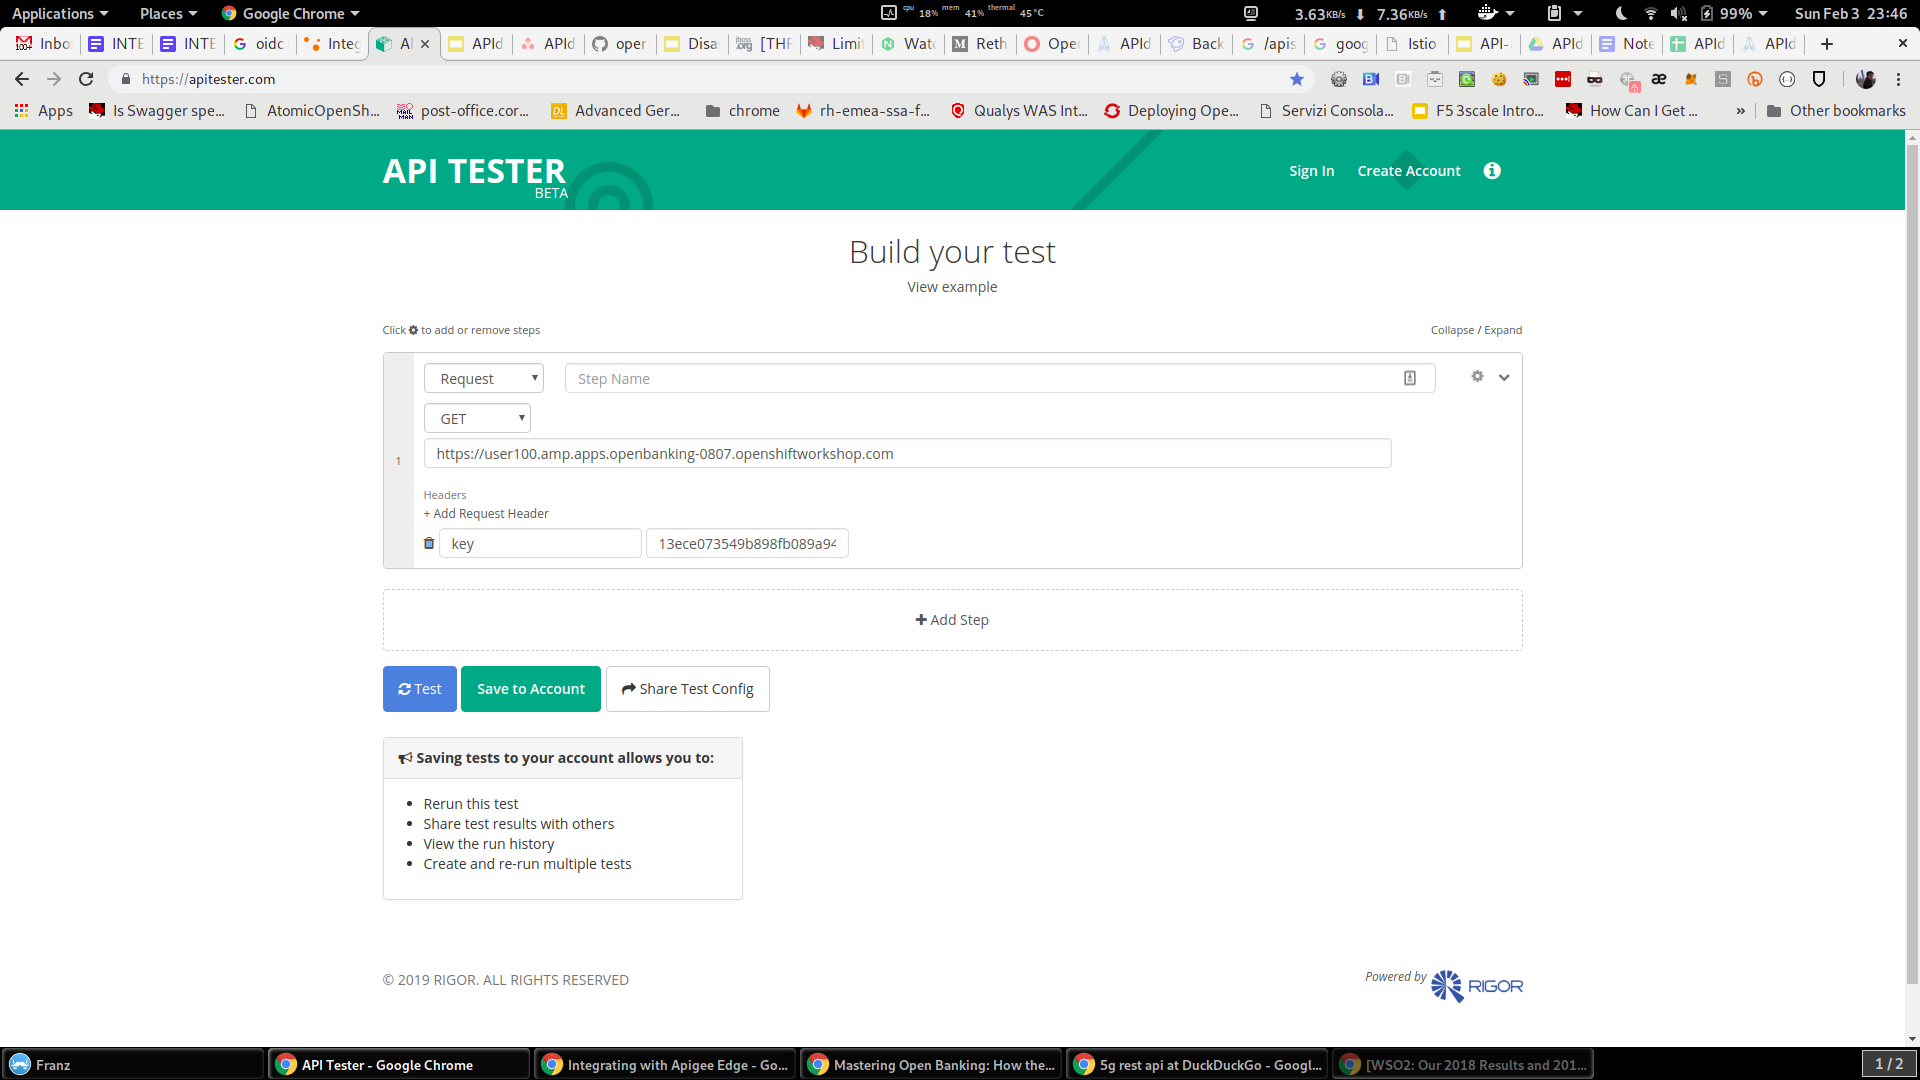 Applications Places Google Chrome cpu 18% mem 41% thermal 45°C 3.63KB/s 7.36KB/s 99% Sun Feb 3 23:46
Inbo INTE INTE oidc Integ AI APId APId oper Disa [THR Limi Watc Reth Oper APId Back /apis goog Istio API- APId Note APId APId
https://apitester.com
Apps Is Swagger spe... AtomicOpenSh... post-office.cor... Advanced Ger... chrome rh-emea-ssa-f... Qualys WAS Int... Deploying Ope... Servizi Consola... F5 3scale Intro... How Can I Get ... » Other bookmarks
API TESTER
BETA
Sign In Create Account
Build your test
View example
Click to add or remove steps Collapse / Expand
Request Step Name
GET
1
https://user100.amp.apps.openbanking-0807.openshiftworkshop.com
Headers
+ Add Request Header
key 13ece073549b898fb089a94
Add Step
Test Save to Account Share Test Config
Saving tests to your account allows you to:
Rerun this test
Share test results with others
View the run history
Create and re-run multiple tests
© 2019 RIGOR. ALL RIGHTS RESERVED Powered by RIGOR
Franz API Tester - Google Chrome Integrating with Apigee Edge - Go... Mastering Open Banking: How the... 5g rest api at DuckDuckGo - Googl... [WSO2: Our 2018 Results and 201... 1 / 2